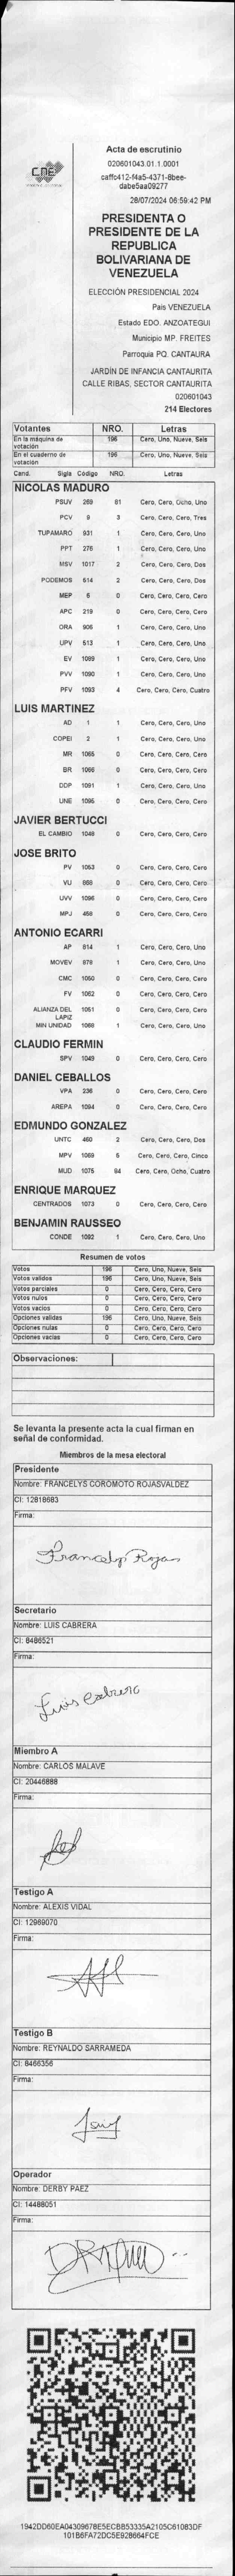 CNE
Acta de escrutinio
020601043.01.1.0001
caffc412-f4a5-4371-8bee-
dabe5aa09277
28/07/2024 06:59:42 PM
PRESIDENTA O
PRESIDENTE DE LA
REPUBLICA
BOLIVARIANA DE
VENEZUELA
ELECCIÓN PRESIDENCIAL 2024
Pais VENEZUELA
Estado EDO. ANZOATEGUI
Municipio MP. FREITES
Parroquia PQ. CANTAURA
JARDÍN DE INFANCIA CANTAURITA
CALLE RIBAS, SECTOR CANTAURITA
020601043
214 Electores
Votantes NRO. Letras
En la máquina de votación 196 Cero, Uno, Nueve, Seis
En el cuaderno de votación 196 Cero, Uno, Nueve, Seis
Cand. Sigla Código NRO. Letras
NICOLAS MADURO
PSUV 269 81 Cero, Cero, Ocho, Uno
PCV 9 3 Cero, Cero, Cero, Tres
TUPAMARO 931 1 Cero, Cero, Cero, Uno
PPT 276 1 Cero, Cero, Cero, Uno
MSV 1017 2 Cero, Cero, Cero, Dos
PODEMOS 614 2 Cero, Cero, Cero, Dos
MEP 6 0 Cero, Cero, Cero, Cero
APC 219 0 Cero, Cero, Cero, Cero
ORA 906 1 Cero, Cero, Cero, Uno
UPV 513 1 Cero, Cero, Cero, Uno
EV 1089 1 Cero, Cero, Cero, Uno
PVV 1090 1 Cero, Cero, Cero, Uno
PFV 1093 4 Cero, Cero, Cero, Cuatro
LUIS MARTINEZ
AD 1 1 Cero, Cero, Cero, Uno
COPEI 2 1 Cero, Cero, Cero, Uno
MR 1065 0 Cero, Cero, Cero, Cero
BR 1066 0 Cero, Cero, Cero, Cero
DDP 1091 1 Cero, Cero, Cero, Uno
UNE 1095 0 Cero, Cero, Cero, Cero
JAVIER BERTUCCI
EL CAMBIO 1048 0 Cero, Cero, Cero, Cero
JOSE BRITO
PV 1053 0 Cero, Cero, Cero, Cero
VU 868 0 Cero, Cero, Cero, Cero
UVV 1096 0 Cero, Cero, Cero, Cero
MPJ 458 0 Cero, Cero, Cero, Cero
ANTONIO ECARRI
AP 814 1 Cero, Cero, Cero, Uno
MOVEV 878 1 Cero, Cero, Cero, Uno
CMC 1050 0 Cero, Cero, Cero, Cero
FV 1052 0 Cero, Cero, Cero, Cero
ALIANZA DEL LAPIZ 1051 0 Cero, Cero, Cero, Cero
MIN UNIDAD 1068 1 Cero, Cero, Cero, Uno
CLAUDIO FERMIN
SPV 1049 0 Cero, Cero, Cero, Cero
DANIEL CEBALLOS
VPA 236 0 Cero, Cero, Cero, Cero
AREPA 1094 0 Cero, Cero, Cero, Cero
EDMUNDO GONZALEZ
UNTC 460 2 Cero, Cero, Cero, Dos
MPV 1069 5 Cero, Cero, Cero, Cinco
MUD 1075 84 Cero, Cero, Ocho, Cuatro
ENRIQUE MARQUEZ
CENTRADOS 1073 0 Cero, Cero, Cero, Cero
BENJAMIN RAUSSEO
CONDE 1092 1 Cero, Cero, Cero, Uno
Resumen de votos
Votos 196 Cero, Uno, Nueve, Seis
Votos validos 196 Cero, Uno, Nueve, Seis
Votos parciales 0 Cero, Cero, Cero, Cero
Votos nulos 0 Cero, Cero, Cero, Cero
Votos vacios 0 Cero, Cero, Cero, Cero
Opciones validas 196 Cero, Uno, Nueve, Seis
Opciones nulas 0 Cero, Cero, Cero, Cero
Opciones vacias 0 Cero, Cero, Cero, Cero
Observaciones:
Se levanta la presente acta la cual firman en
señal de conformidad.
Miembros de la mesa electoral
Presidente
Nombre: FRANCELYS COROMOTO ROJASVALDEZ
CI: 12818683
Firma:
Francelys Rojas
Secretario
Nombre: LUIS CABRERA
CI: 8486521
Firma:
Luis Cabrera
Miembro A
Nombre: CARLOS MALAVE
CI: 20446888
Firma:
Testigo A
Nombre: ALEXIS VIDAL
CI: 12989070
Firma:
Testigo B
Nombre: REYNALDO SARRAMEDA
CI: 8466356
Firma:
Operador
Nombre: DERBY PAEZ
CI: 14488051
Firma:
1942DD60EA04309678E5ECBB53335A2105C61083DF
101B6FA72DC5E928664FCE